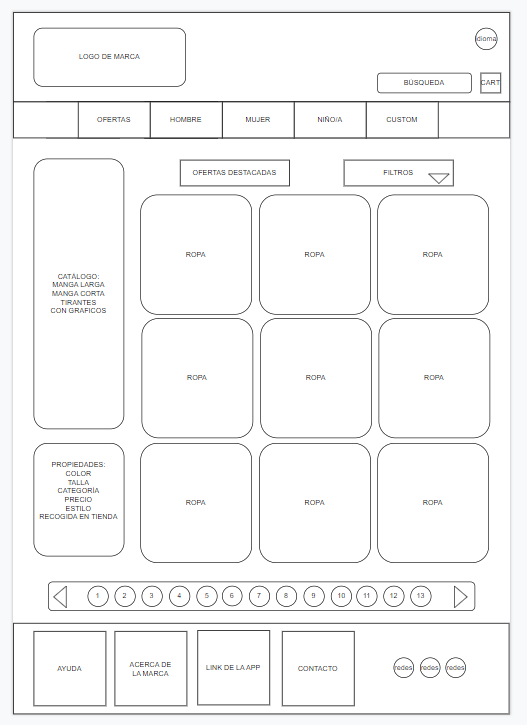 LOGO DE MARCA
idioma
BÚSQUEDA
CART
OFERTAS
HOMBRE
MUJER
NIÑO/A
CUSTOM
OFERTAS DESTACADAS
FILTROS
CATÁLOGO:
MANGA LARGA
MANGA CORTA
TIRANTES
CON GRAFICOS
ROPA
ROPA
ROPA
ROPA
ROPA
ROPA
PROPIEDADES:
COLOR
TALLA
CATEGORÍA
PRECIO
ESTILO
RECOGIDA EN TIENDA
ROPA
ROPA
ROPA
1 2 3 4 5 6 7 8 9 10 11 12 13
AYUDA
ACERCA DE
LA MARCA
LINK DE LA APP
CONTACTO
redes
redes
redes